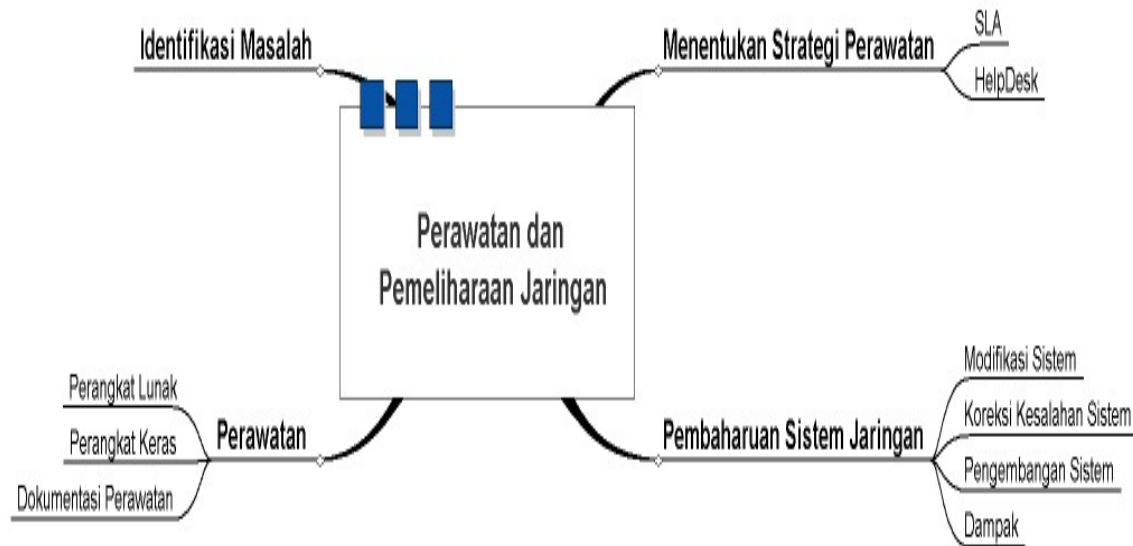 Identifikasi Masalah
Menentukan Strategi Perawatan
SLA
HelpDesk
Perawatan dan
Pemeliharaan Jaringan
Perangkat Lunak
Perangkat Keras
Dokumentasi Perawatan
Perawatan
Pembaharuan Sistem Jaringan
Modifikasi Sistem
Koreksi Kesalahan Sistem
Pengembangan Sistem
Dampak